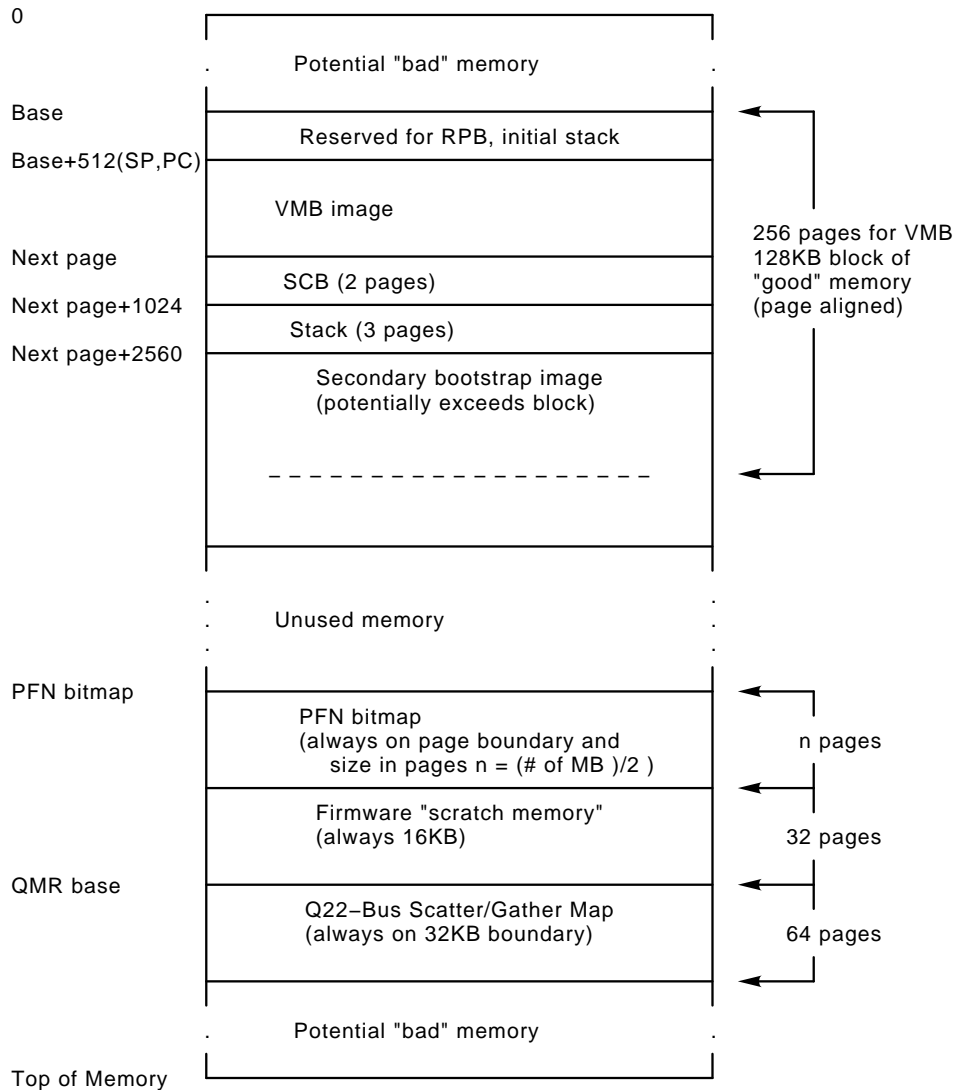 0
Potential "bad" memory
Base
Reserved for RPB, initial stack
Base+512(SP,PC)
VMB image
256 pages for VMB
128KB block of
"good" memory
(page aligned)
Next page
SCB (2 pages)
Next page+1024
Stack (3 pages)
Next page+2560
Secondary bootstrap image
(potentially exceeds block)
Unused memory
PFN bitmap
PFN bitmap
(always on page boundary and
size in pages n = (# of MB )/2 )
n pages
Firmware "scratch memory"
(always 16KB)
32 pages
QMR base
Q22−Bus Scatter/Gather Map
(always on 32KB boundary)
64 pages
Potential "bad" memory
Top of Memory